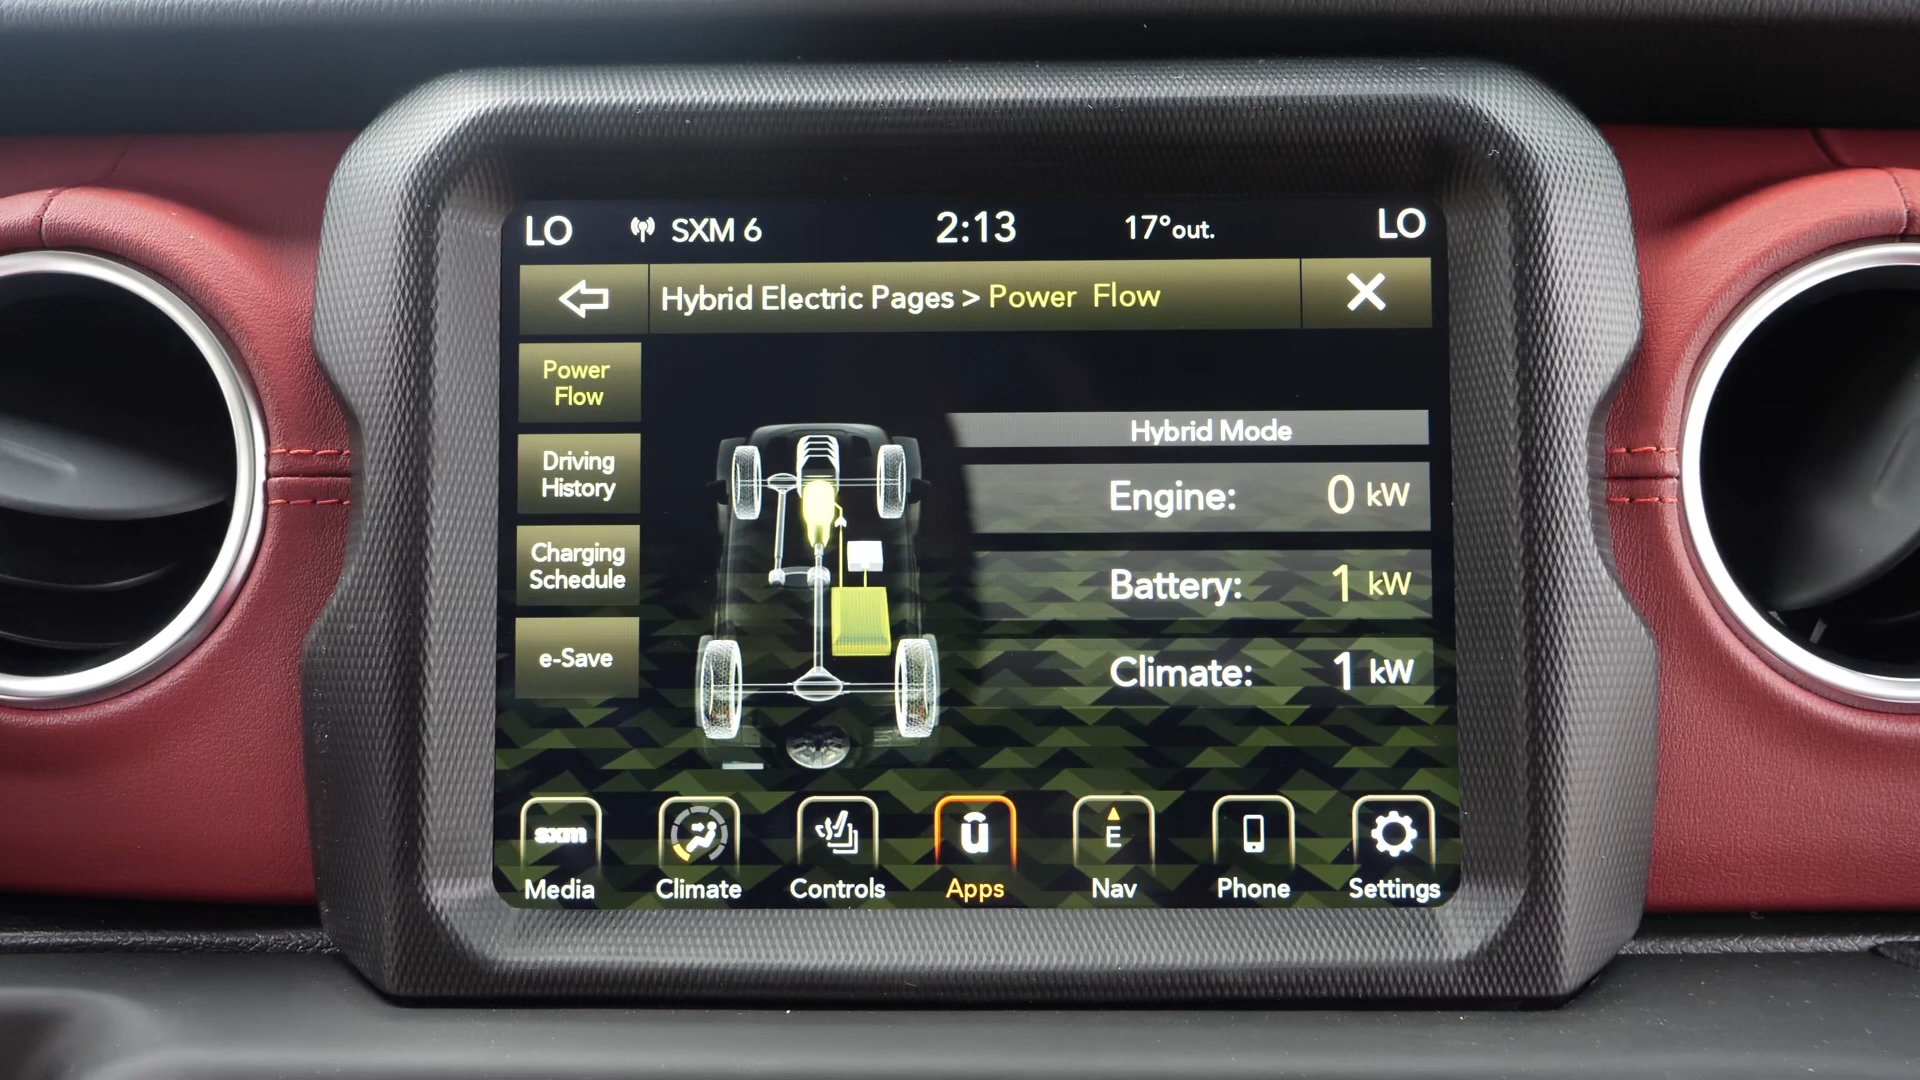 LO SXM 6 2:13 17°out. LO
Hybrid Electric Pages > Power Flow
Power
Flow
Driving
History
Charging
Schedule
e-Save
Hybrid Mode
Engine: 0 kW
Battery: 1 kW
Climate: 1 kW
sxm
E
Media Climate Controls Apps Nav Phone Settings